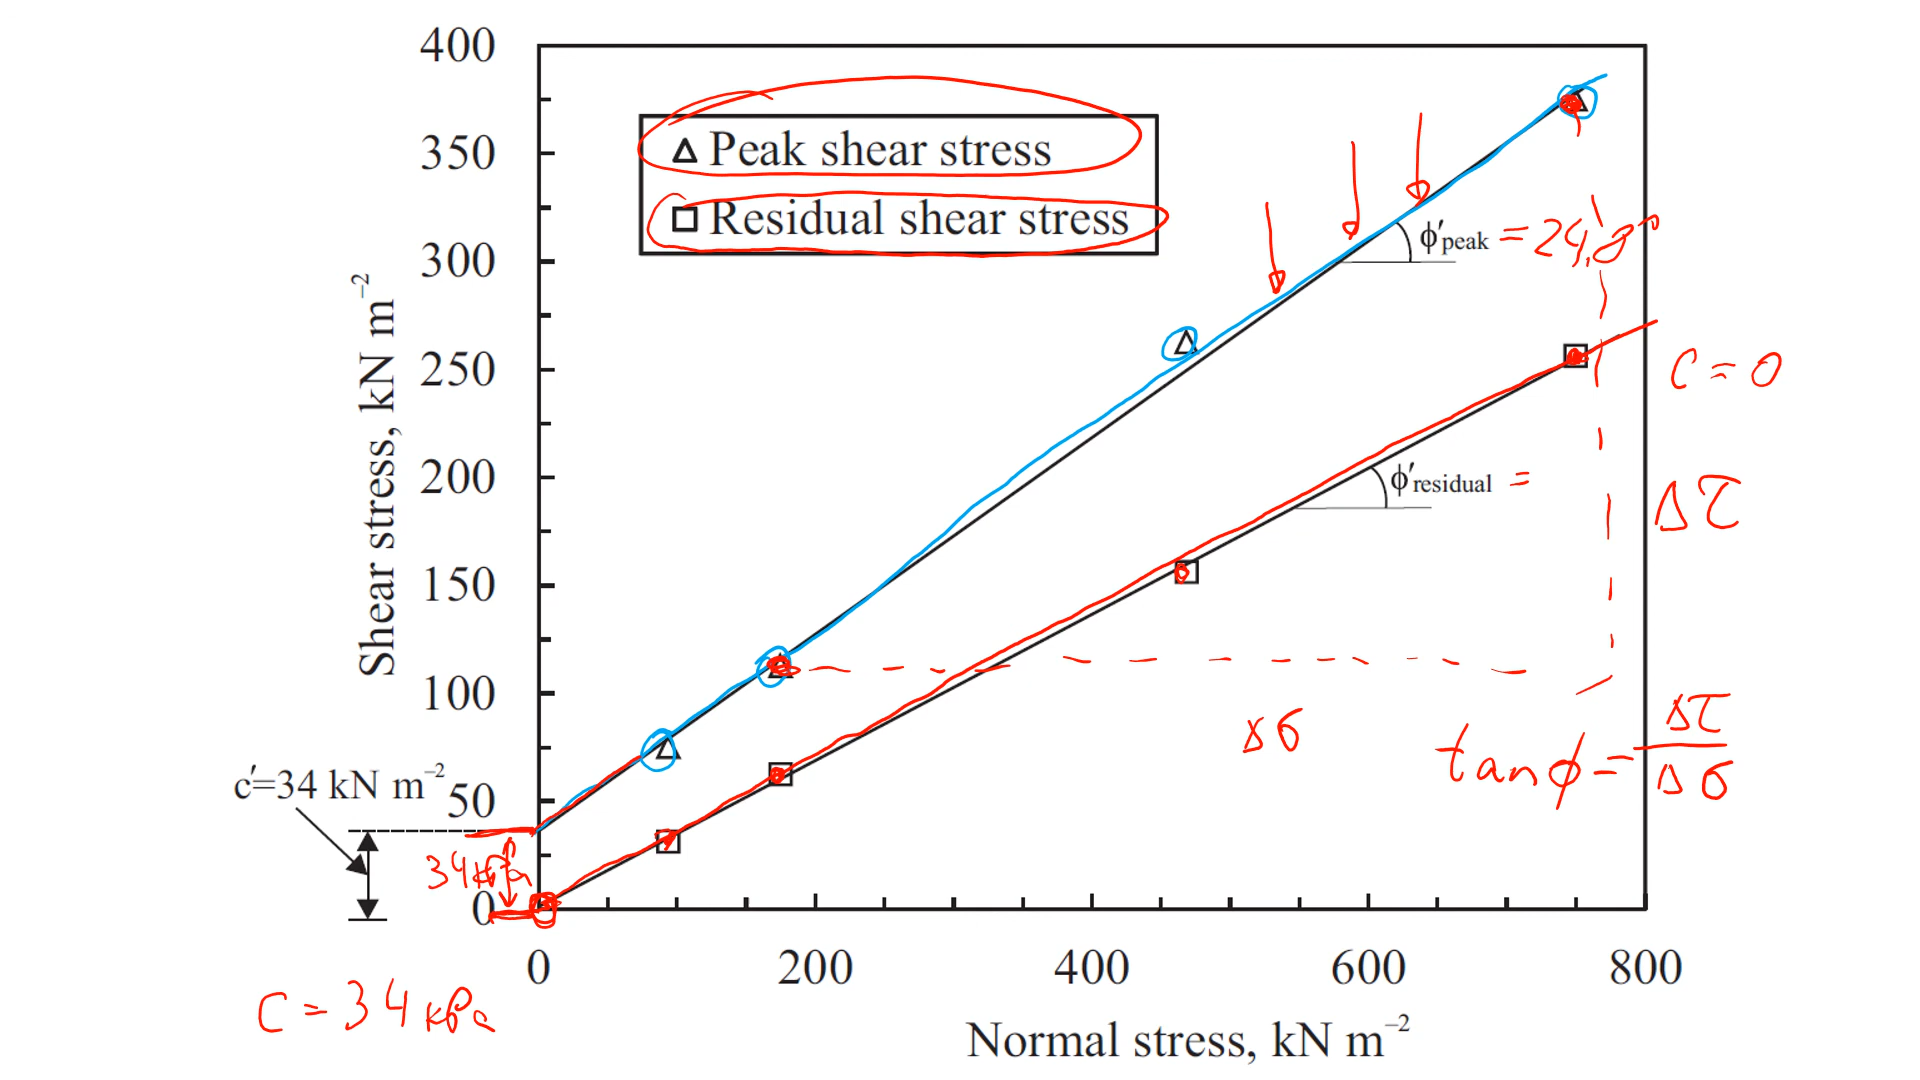 400
350
300
250
200
150
100
50
0
Shear stress, kN m⁻²
△ Peak shear stress
□ Residual shear stress
ϕ′peak = 24,8°
C = 0
ϕ′residual =
Δτ
Δσ
tan ϕ = Δτ/Δσ
c′=34 kN m⁻²
34 кPa
0 200 400 600 800
C = 34 кPa
Normal stress, kN m⁻²